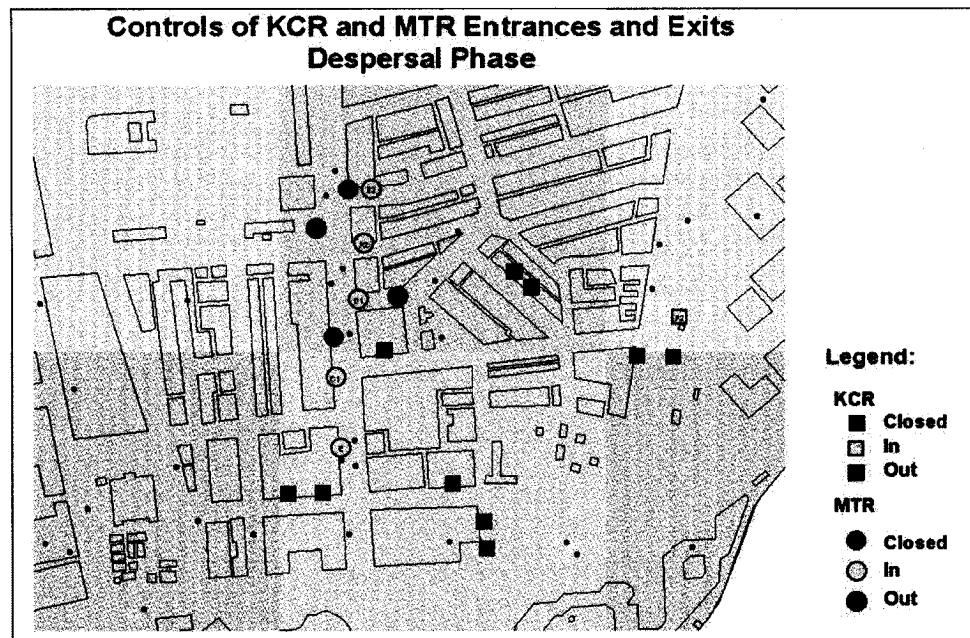 Controls of KCR and MTR Entrances and Exits
Despersal Phase
Legend:
KCR
Closed
In
Out
MTR
Closed
In
Out